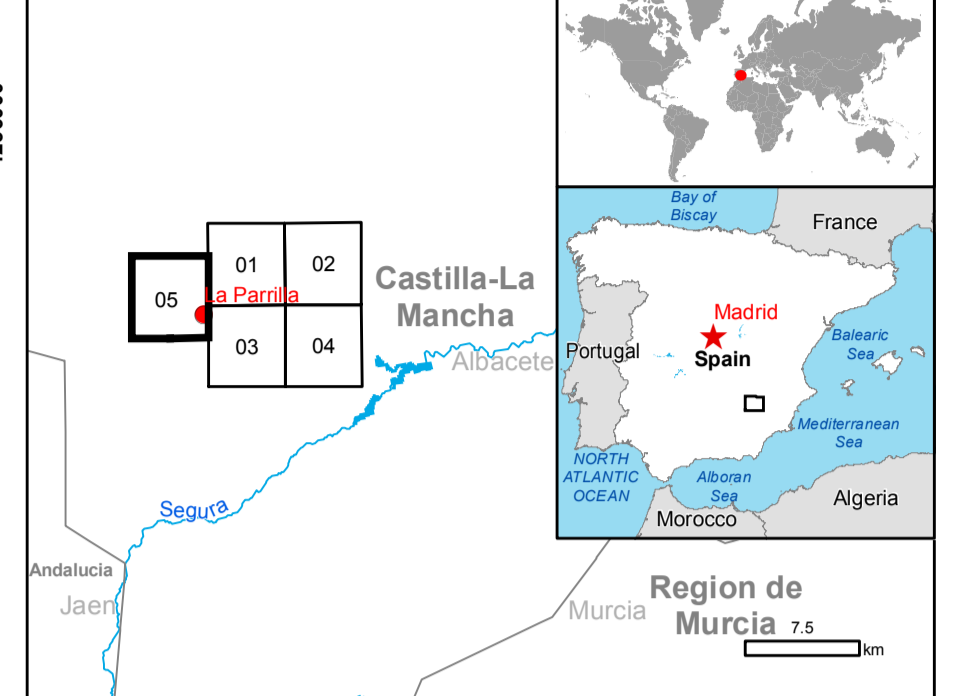 Bay of
Biscay
France
01
02
05
La Parrilla
03
04
Castilla-La
Mancha
Albacete
Madrid
Portugal
Spain
Balearic
Sea
Mediterranean
Sea
NORTH
ATLANTIC
OCEAN
Alboran
Sea
Algeria
Morocco
Segura
Andalucia
Jaen
Murcia
Region de
Murcia
7.5
km